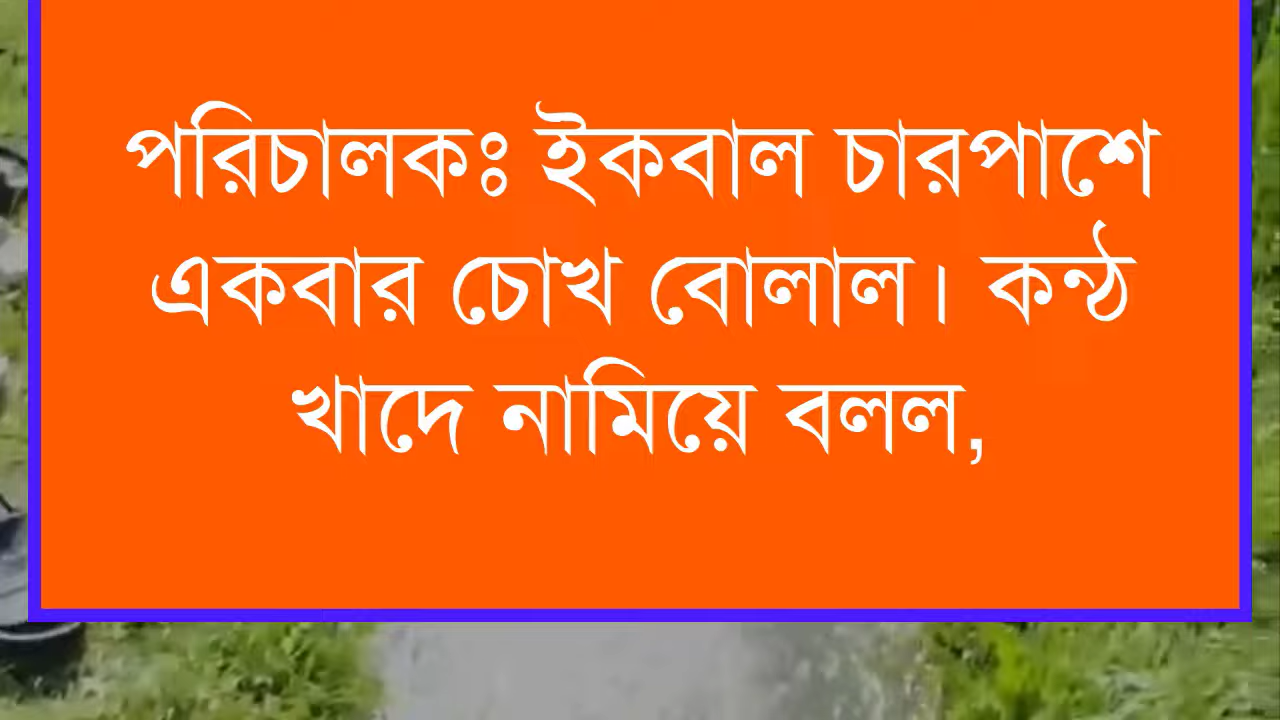 পরিচালকঃ ইকবাল চারপাশে
একবার চোখ বোলাল। কন্ঠ
খাদে নামিয়ে বলল,